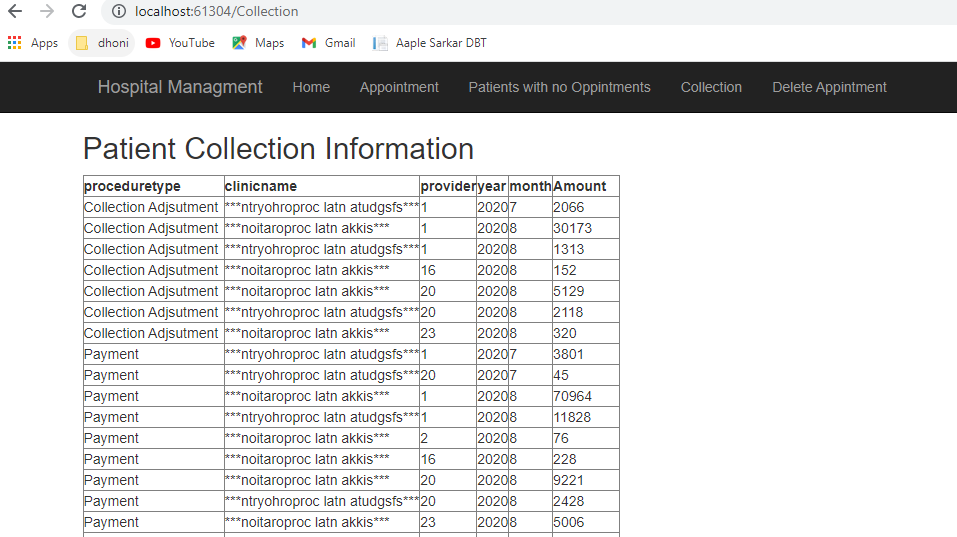 localhost:61304/Collection
Apps dhoni YouTube Maps Gmail Aaple Sarkar DBT
Hospital Managment Home Appointment Patients with no Oppintments Collection Delete Appintment
Patient Collection Information
proceduretype clinicname provider year month Amount
Collection Adjsutment ***ntryohroproc latn atudgsfs*** 1 2020 7 2066
Collection Adjsutment ***noitaroproc latn akkis*** 1 2020 8 30173
Collection Adjsutment ***ntryohroproc latn atudgsfs*** 1 2020 8 1313
Collection Adjsutment ***noitaroproc latn akkis*** 16 2020 8 152
Collection Adjsutment ***noitaroproc latn akkis*** 20 2020 8 5129
Collection Adjsutment ***ntryohroproc latn atudgsfs*** 20 2020 8 2118
Collection Adjsutment ***noitaroproc latn akkis*** 23 2020 8 320
Payment ***ntryohroproc latn atudgsfs*** 1 2020 7 3801
Payment ***ntryohroproc latn atudgsfs*** 20 2020 7 45
Payment ***noitaroproc latn akkis*** 1 2020 8 70964
Payment ***ntryohroproc latn atudgsfs*** 1 2020 8 11828
Payment ***noitaroproc latn akkis*** 2 2020 8 76
Payment ***noitaroproc latn akkis*** 16 2020 8 228
Payment ***noitaroproc latn akkis*** 20 2020 8 9221
Payment ***ntryohroproc latn atudgsfs*** 20 2020 8 2428
Payment ***noitaroproc latn akkis*** 23 2020 8 5006